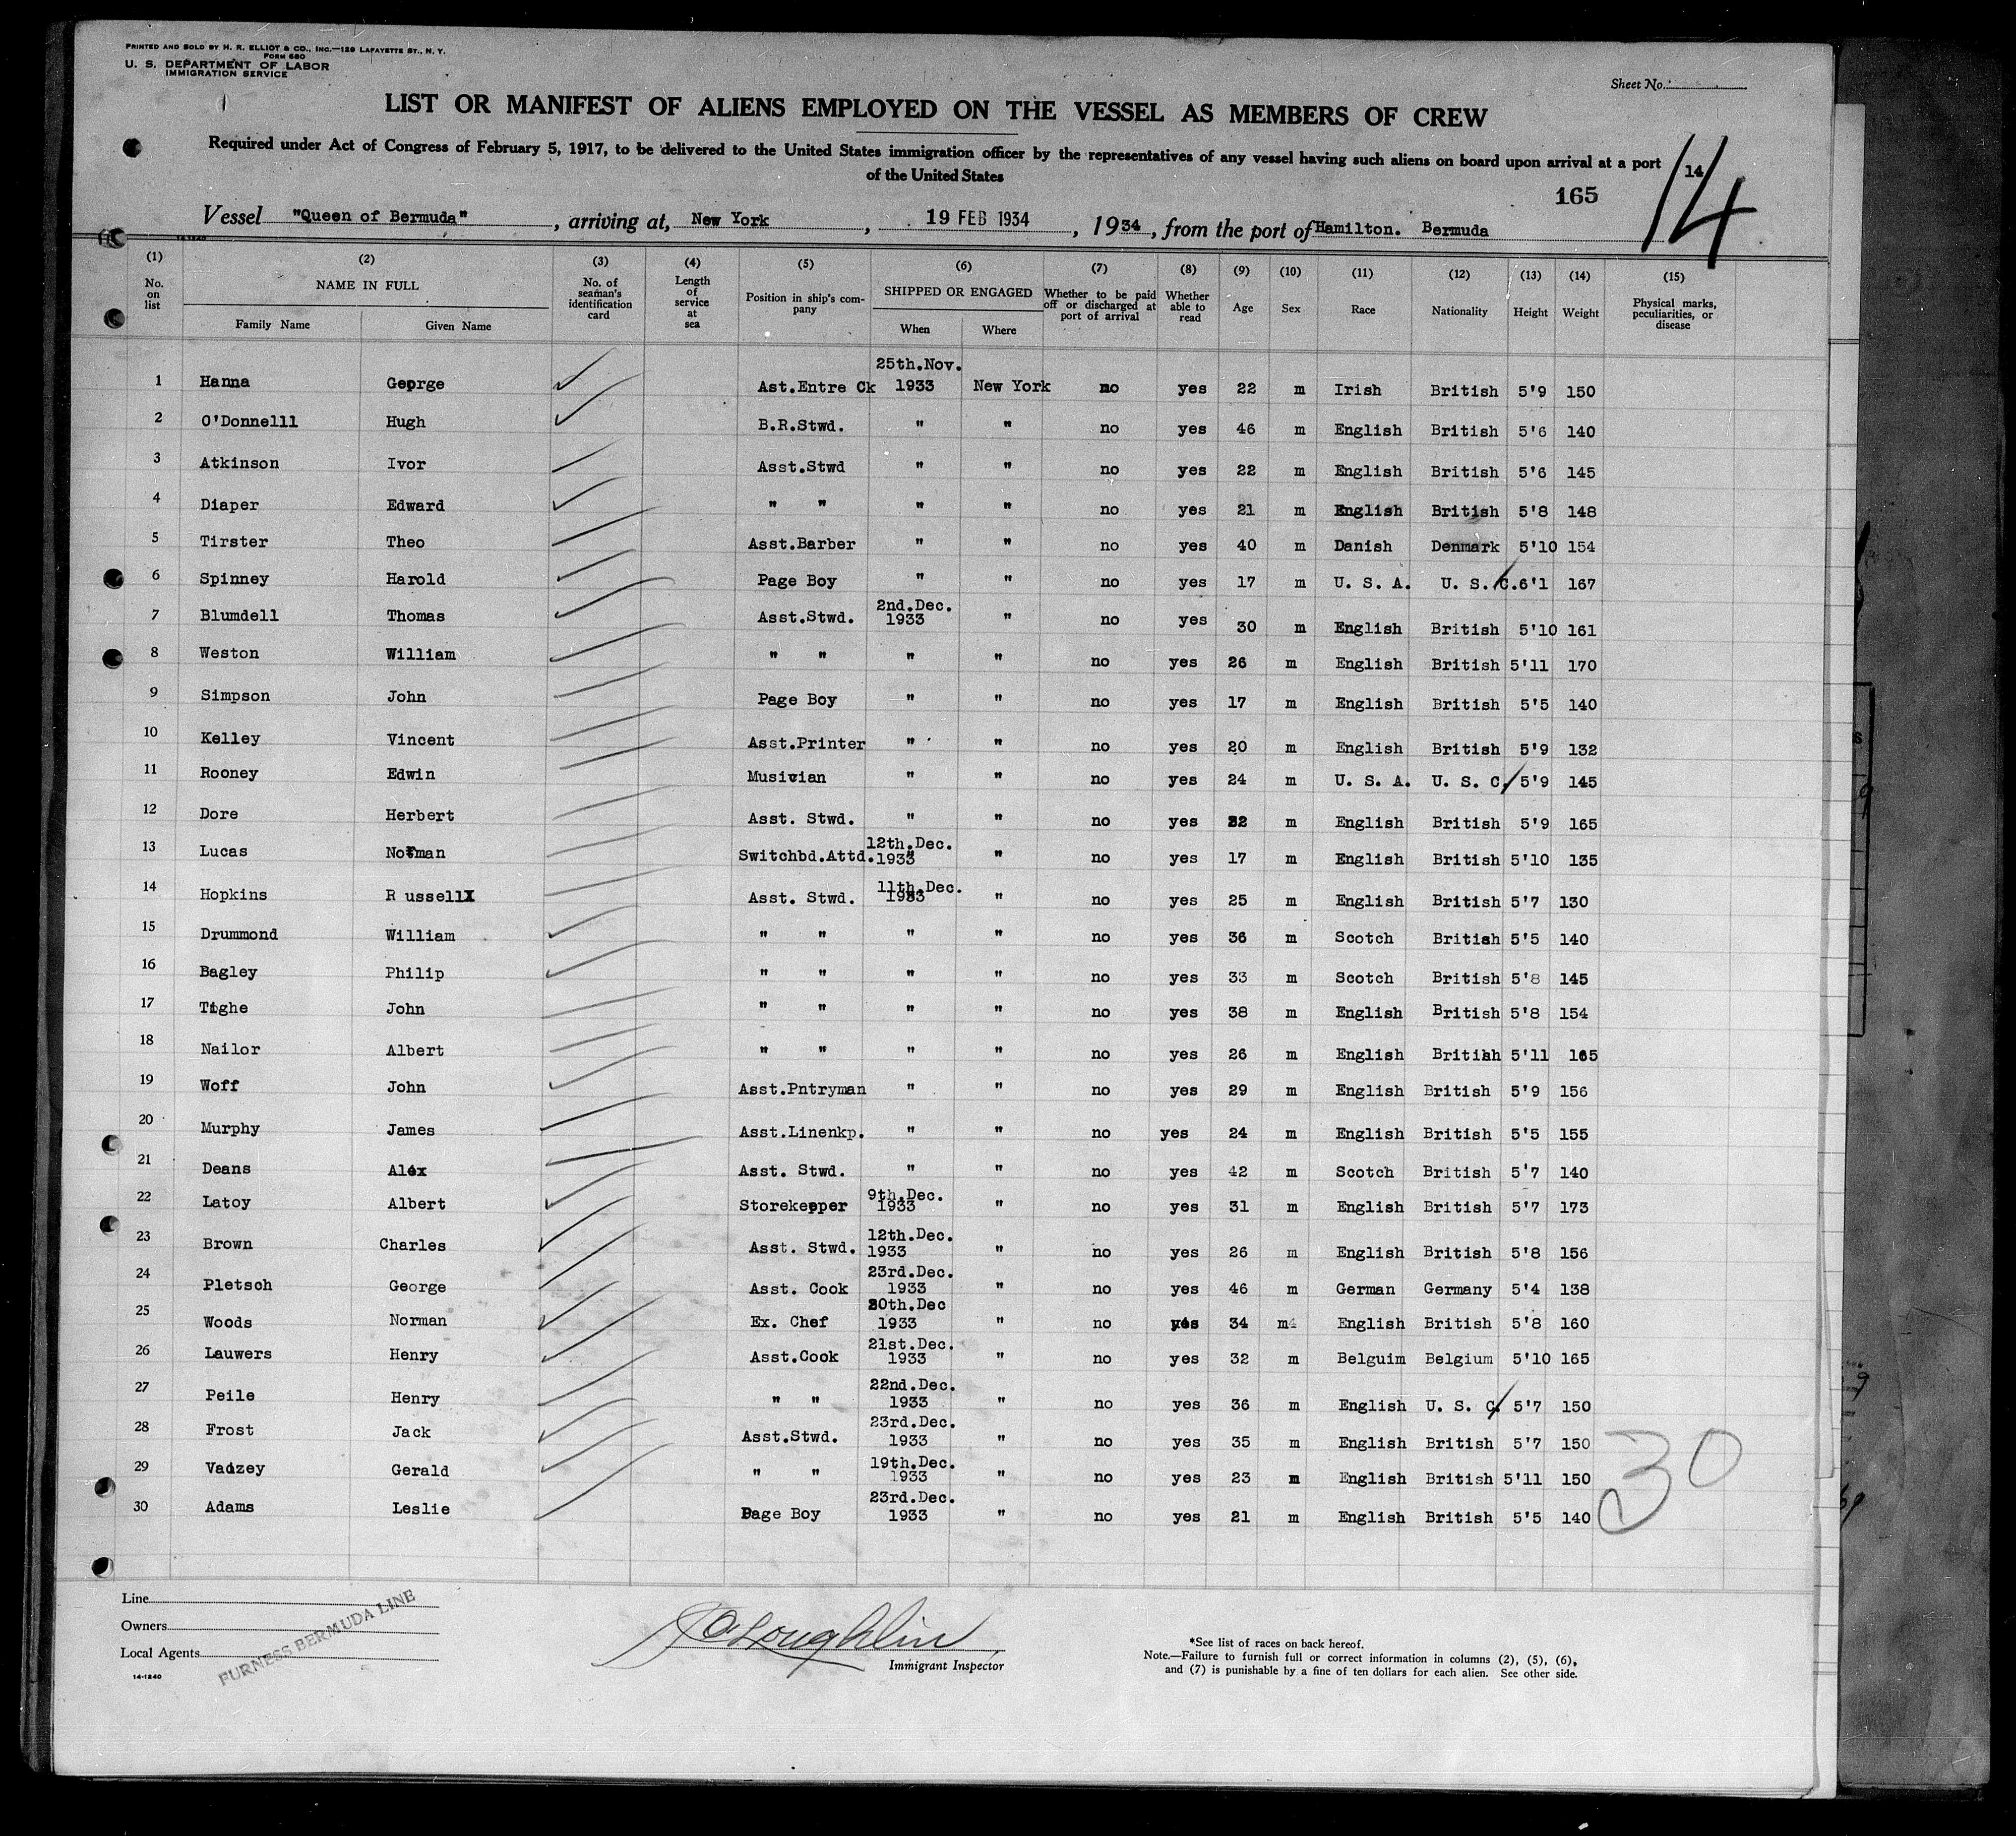 PRINTED AND SOLD BY H. R. ELLIOT & CO., INC.—129 LAFAYETTE ST., N. Y.
FORM 680
U. S. DEPARTMENT OF LABOR
IMMIGRATION SERVICE
Sheet No.
LIST OR MANIFEST OF ALIENS EMPLOYED ON THE VESSEL AS MEMBERS OF CREW
Required under Act of Congress of February 5, 1917, to be delivered to the United States immigration officer by the representatives of any vessel having such aliens on board upon arrival at a port
of the United States
165 14 14
Vessel "Queen of Bermuda", arriving at, New York, 19 FEB 1934, 1934, from the port of Hamilton. Bermuda
(1) No. on list (2) NAME IN FULL Family Name Given Name (3) No. of seaman's identification card (4) Length of service at sea (5) Position in ship's company (6) SHIPPED OR ENGAGED When Where (7) Whether to be paid off or discharged at port of arrival (8) Whether able to read (9) Age (10) Sex (11) Race (12) Nationality (13) Height (14) Weight (15) Physical marks, peculiarities, or disease
1 Hanna George Ast.Entre Ck 25th.Nov. 1933 New York no yes 22 m Irish British 5'9 150
2 O'Donnelll Hugh B.R.Stwd. " " no yes 46 m English British 5'6 140
3 Atkinson Ivor Asst.Stwd " " no yes 22 m English British 5'6 145
4 Diaper Edward " " " " no yes 21 m English British 5'8 148
5 Tirster Theo Asst.Barber " " no yes 40 m Danish Denmark 5'10 154
6 Spinney Harold Page Boy " " no yes 17 m U. S. A. U. S. C. 6'1 167
7 Blumdell Thomas Asst.Stwd. 2nd.Dec. 1933 " no yes 30 m English British 5'10 161
8 Weston William " " " " no yes 26 m English British 5'11 170
9 Simpson John Page Boy " " no yes 17 m English British 5'5 140
10 Kelley Vincent Asst.Printer " " no yes 20 m English British 5'9 132
11 Rooney Edwin Musivian " " no yes 24 m U. S. A. U. S. C. 5'9 145
12 Dore Herbert Asst. Stwd. " " no yes 32 m English British 5'9 165
13 Lucas Norman Switchbd.Attd. 12th.Dec. 1933 " no yes 17 m English British 5'10 135
14 Hopkins R ussell Asst. Stwd. 11th.Dec. 1933 " no yes 25 m English British 5'7 130
15 Drummond William " " " " no yes 36 m Scotch British 5'5 140
16 Bagley Philip " " " " no yes 33 m Scotch British 5'8 145
17 Tighe John " " " " no yes 38 m English British 5'8 154
18 Nailor Albert " " " " no yes 26 m English British 5'11 165
19 Woff John Asst.Pntryman " " no yes 29 m English British 5'9 156
20 Murphy James Asst.Linenkp. " " no yes 24 m English British 5'5 155
21 Deans Alex Asst. Stwd. " " no yes 42 m Scotch British 5'7 140
22 Latoy Albert Storekepper 9th.Dec. 1933 " no yes 31 m English British 5'7 173
23 Brown Charles Asst. Stwd. 12th.Dec. 1933 " no yes 26 m English British 5'8 156
24 Pletsch George Asst. Cook 23rd.Dec. 1933 " no yes 46 m German Germany 5'4 138
25 Woods Norman Ex. Chef 20th.Dec 1933 " no yes 34 m English British 5'8 160
26 Lauwers Henry Asst.Cook 21st.Dec. 1933 " no yes 32 m Belguim Belgium 5'10 165
27 Peile Henry " " 22nd.Dec. 1933 " no yes 36 m English U. S. C. 5'7 150
28 Frost Jack Asst.Stwd. 23rd.Dec. 1933 " no yes 35 m English British 5'7 150
29 Vaizey Gerald " " 19th.Dec. 1933 " no yes 23 m English British 5'11 150
30 Adams Leslie Page Boy 23rd.Dec. 1933 " no yes 21 m English British 5'5 140
30
Line
Owners
Local Agents
FURNESS BERMUDA LINE
14-1240
Immigrant Inspector
*See list of races on back hereof.
Note.—Failure to furnish full or correct information in columns (2), (5), (6),
and (7) is punishable by a fine of ten dollars for each alien. See other side.